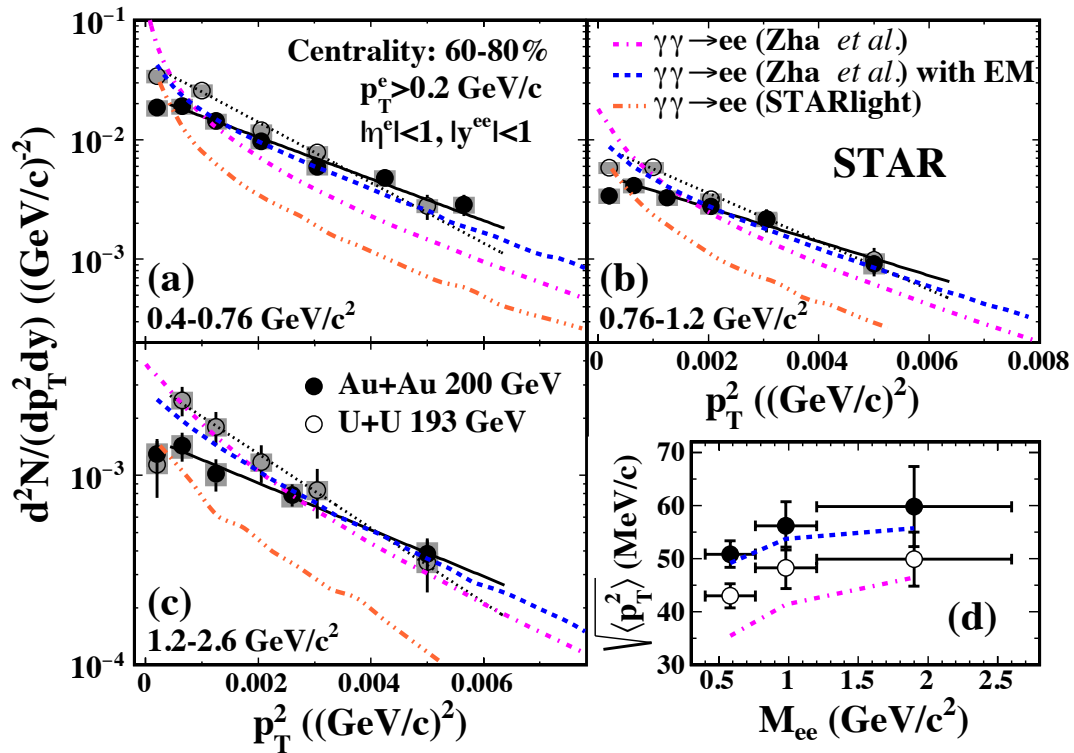 d²N/(dp_T²dy) ((GeV/c)⁻²)
10⁻¹
10⁻²
10⁻³
Centrality: 60-80%
p_T^e>0.2 GeV/c
|η^e|<1, |y^ee|<1
(a)
0.4-0.76 GeV/c²
γγ→ee (Zha et al.)
γγ→ee (Zha et al.) with EM
γγ→ee (STARlight)
STAR
(b)
0.76-1.2 GeV/c²
0 0.002 0.004 0.006 0.008
p_T² ((GeV/c)²)
10⁻³
10⁻⁴
Au+Au 200 GeV
U+U 193 GeV
(c)
1.2-2.6 GeV/c²
0 0.002 0.004 0.006
p_T² ((GeV/c)²)
√⟨p_T²⟩ (MeV/c)
70
60
50
40
30
(d)
0.5 1 1.5 2 2.5
M_ee (GeV/c²)